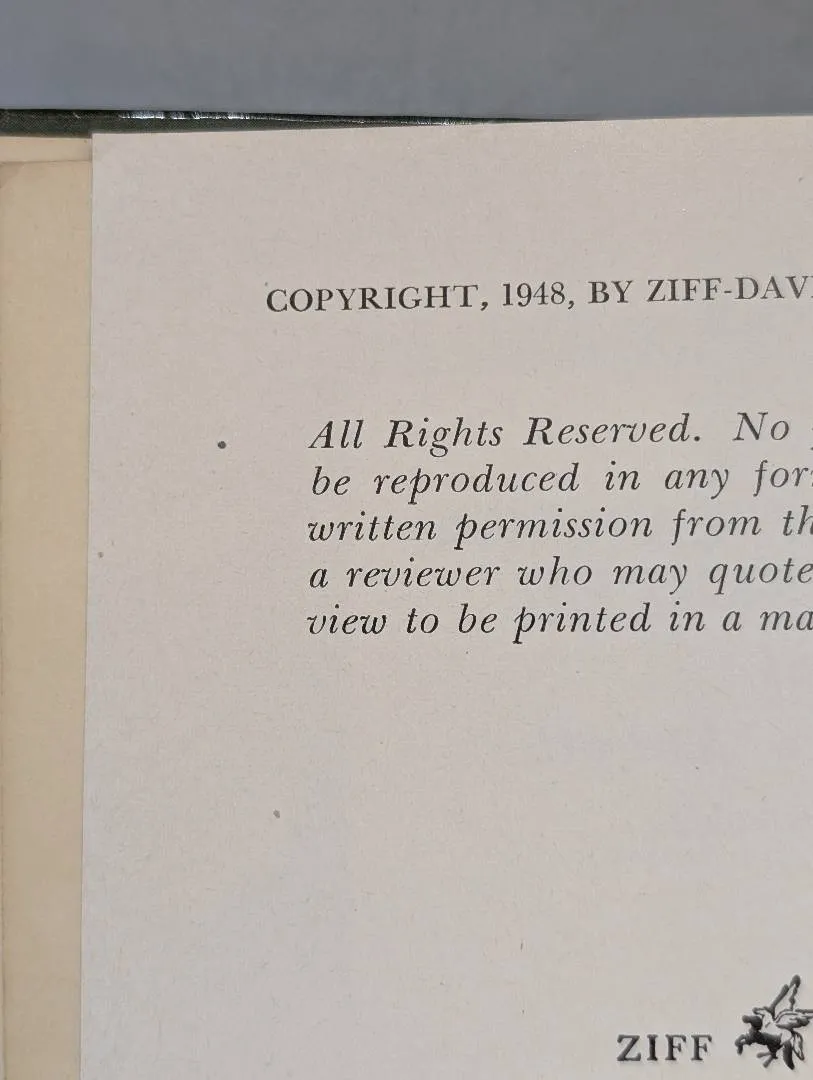 COPYRIGHT, 1948, BY ZIFF-DAV
All Rights Reserved. No
be reproduced in any for
written permission from th
a reviewer who may quote
view to be printed in a ma
ZIFF